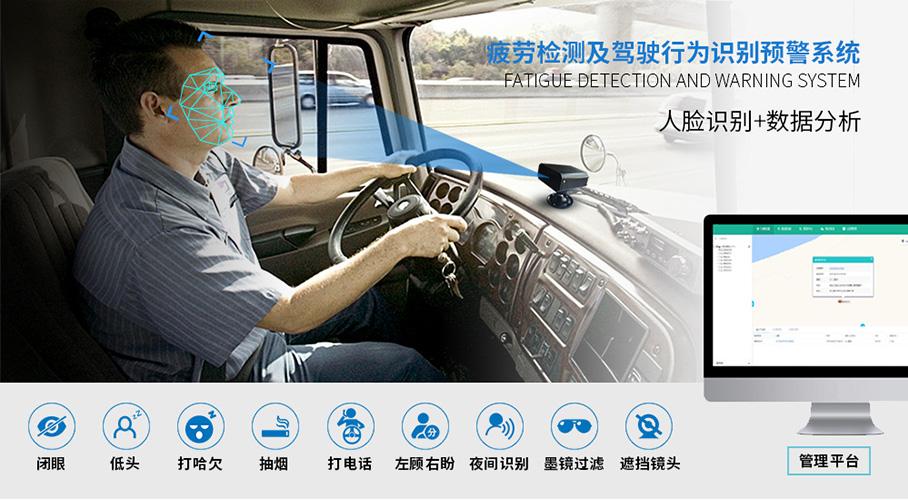 疲劳检测及驾驶行为识别预警系统
FATIGUE DETECTION AND WARNING SYSTEM
人脸识别+数据分析
闭眼
低头
打哈欠
抽烟
打电话
左顾右盼
分
夜间识别
墨镜过滤
遮挡镜头
管理平台